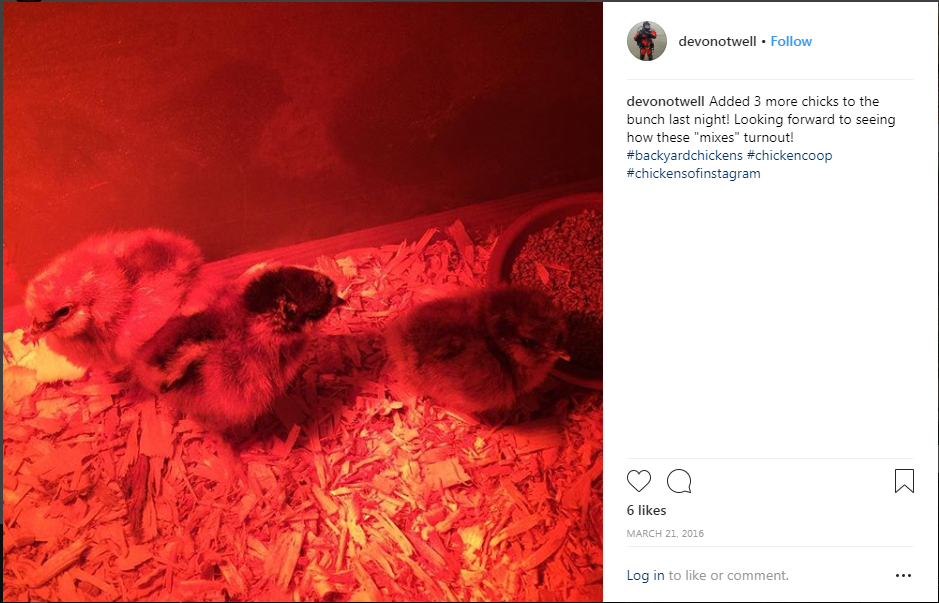 devonotwell • Follow
devonotwell Added 3 more chicks to the
bunch last night! Looking forward to seeing
how these "mixes" turnout!
#backyardchickens #chickencoop
#chickensofinstagram
6 likes
MARCH 21, 2016
Log in to like or comment.